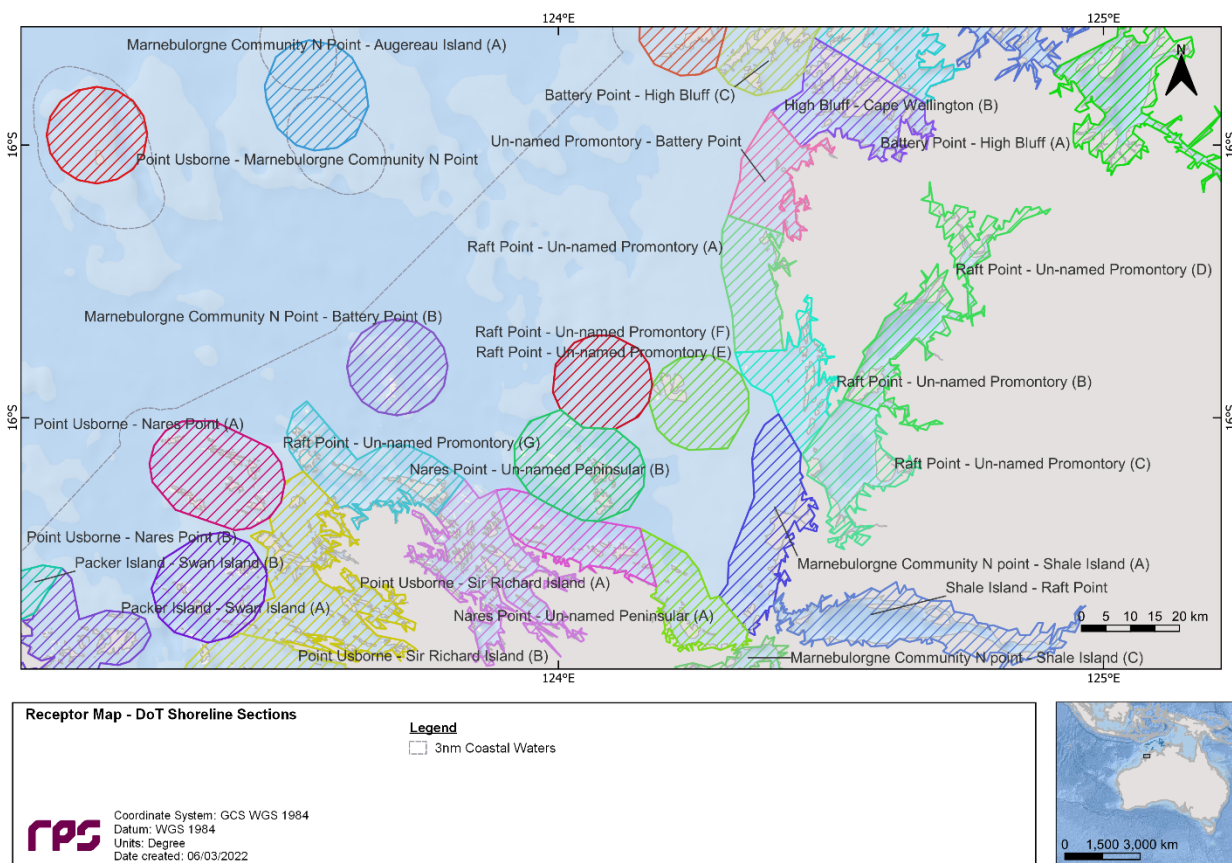 124°E
125°E
Marnebulorgne Community N Point - Augereau Island (A)
N
Battery Point - High Bluff (C)
High Bluff - Cape Wellington (B)
Un-named Promontory - Battery Point
Battery Point - High Bluff (A)
16°S
16°S
Point Usborne - Marnebulorgne Community N Point
Raft Point - Un-named Promontory (A)
Raft Point - Un-named Promontory (D)
Marnebulorgne Community N Point - Battery Point (B)
Raft Point - Un-named Promontory (F)
Raft Point - Un-named Promontory (E)
Raft Point - Un-named Promontory (B)
16°S
16°S
Point Usborne - Nares Point (A)
Raft Point - Un-named Promontory (G)
Nares Point - Un-named Peninsular (B)
Raft Point - Un-named Promontory (C)
Point Usborne - Nares Point (B)
Packer Island - Swan Island (B)
Marnebulorgne Community N point - Shale Island (A)
Point Usborne - Sir Richard Island (A)
Shale Island - Raft Point
Packer Island - Swan Island (A)
Nares Point - Un-named Peninsular (A)
0 5 10 15 20 km
Point Usborne - Sir Richard Island (B)
Marnebulorgne Community N point - Shale Island (C)
124°E
125°E
Receptor Map - DoT Shoreline Sections
Legend
3nm Coastal Waters
rps
Coordinate System: GCS WGS 1984
Datum: WGS 1984
Units: Degree
Date created: 06/03/2022
0 1,500 3,000 km